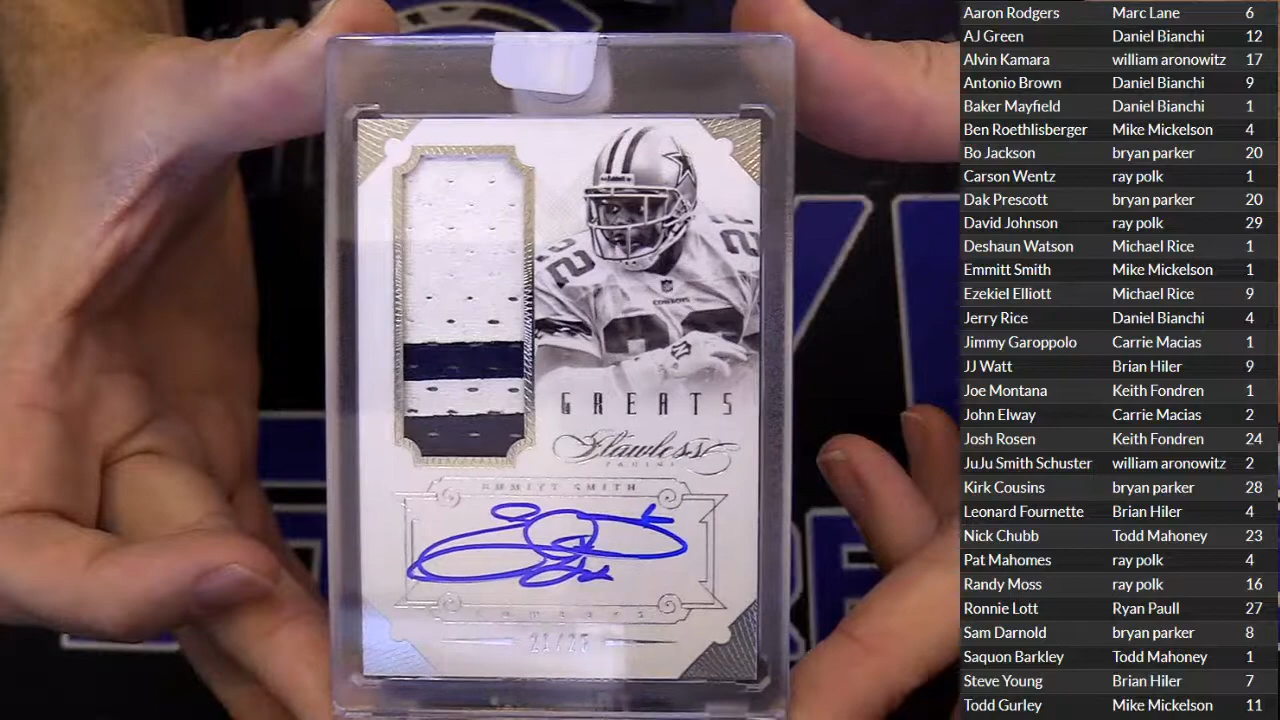 22
22
COWBOYS
GREATS
Flawless
PANINI
EMMITT SMITH
COWBOYS
Aaron Rodgers Marc Lane 6
AJ Green Daniel Bianchi 12
Alvin Kamara william aronowitz 17
Antonio Brown Daniel Bianchi 9
Baker Mayfield Daniel Bianchi 1
Ben Roethlisberger Mike Mickelson 4
Bo Jackson bryan parker 20
Carson Wentz ray polk 1
Dak Prescott bryan parker 20
David Johnson ray polk 29
Deshaun Watson Michael Rice 1
Emmitt Smith Mike Mickelson 1
Ezekiel Elliott Michael Rice 9
Jerry Rice Daniel Bianchi 4
Jimmy Garoppolo Carrie Macias 1
JJ Watt Brian Hiler 9
Joe Montana Keith Fondren 1
John Elway Carrie Macias 2
Josh Rosen Keith Fondren 24
JuJu Smith Schuster william aronowitz 2
Kirk Cousins bryan parker 28
Leonard Fournette Brian Hiler 4
Nick Chubb Todd Mahoney 23
Pat Mahomes ray polk 4
Randy Moss ray polk 16
Ronnie Lott Ryan Paull 27
Sam Darnold bryan parker 8
Saquon Barkley Todd Mahoney 1
Steve Young Brian Hiler 7
Todd Gurley Mike Mickelson 11